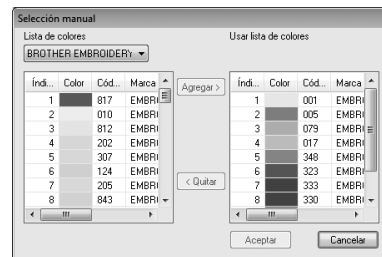 Selección manual
Lista de colores
Usar lista de colores
BROTHER EMBROIDERY
Índi... Color Cód... Marca
1 817 EMBR
2 010 EMBR
3 812 EMBR
4 202 EMBR
5 307 EMBR
6 124 EMBR
7 205 EMBR
8 843 EMBR
Agregar >
< Quitar
Índi... Color Cód... Marca
1 001 EMBR
2 005 EMBR
3 079 EMBR
4 017 EMBR
5 348 EMBR
6 323 EMBR
7 333 EMBR
8 330 EMBR
Aceptar
Cancelar